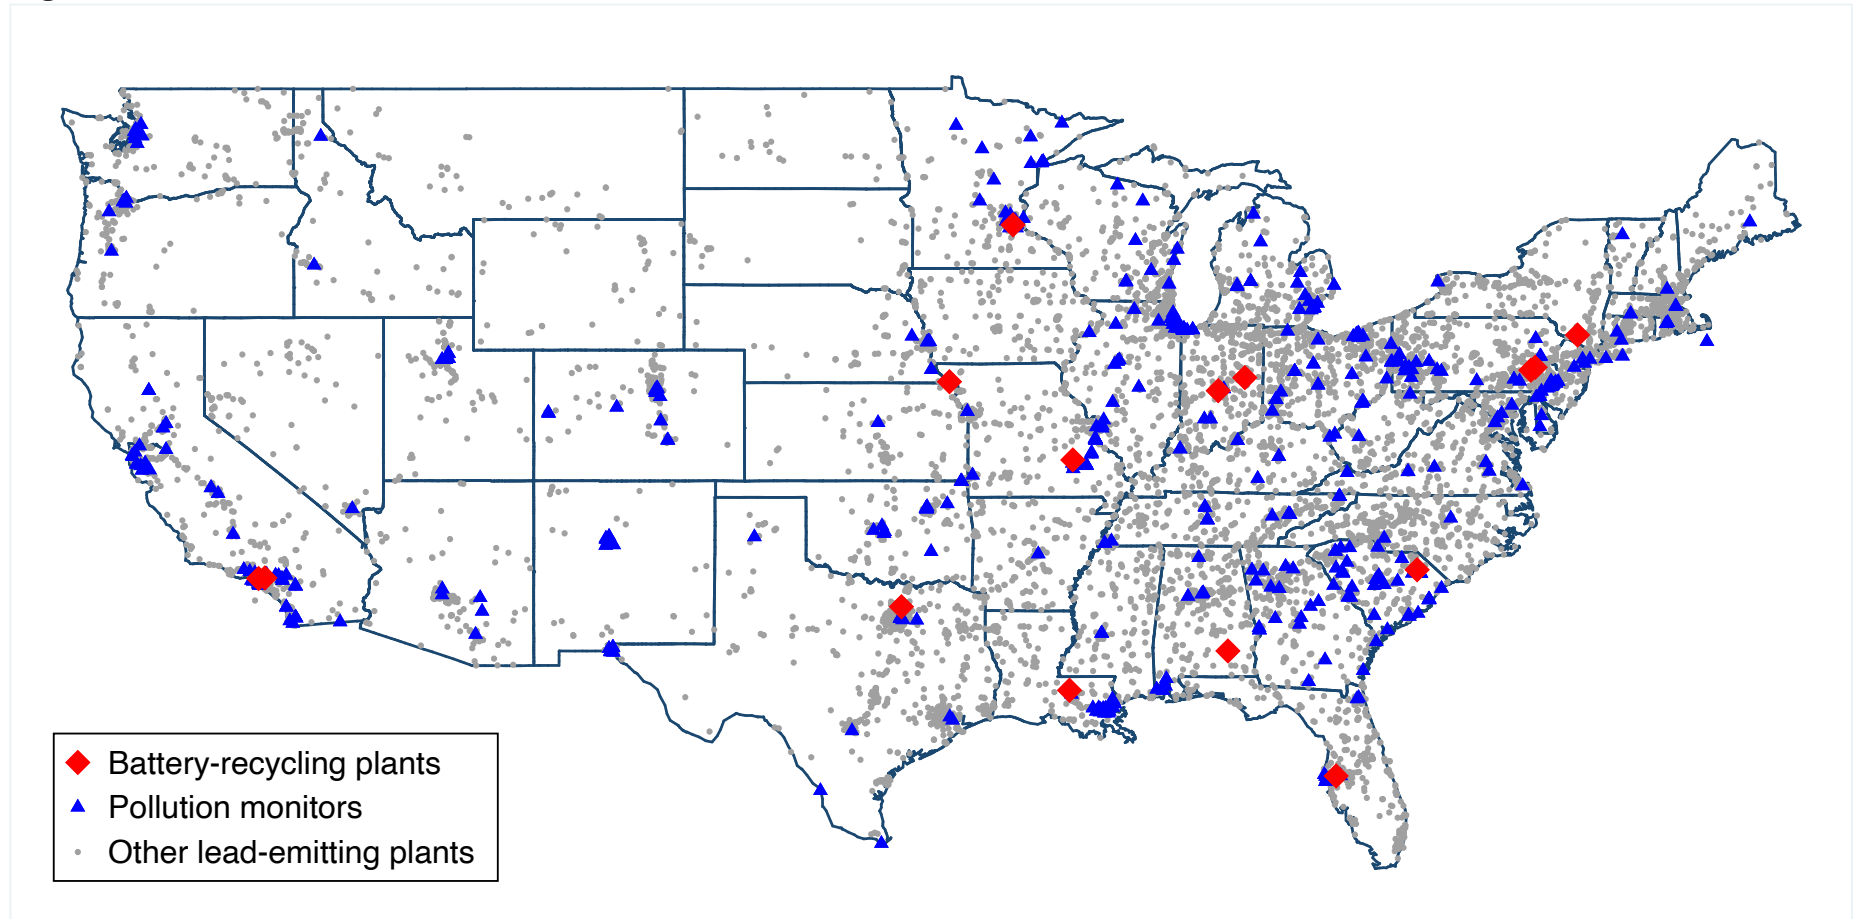 Battery-recycling plants
Pollution monitors
Other lead-emitting plants